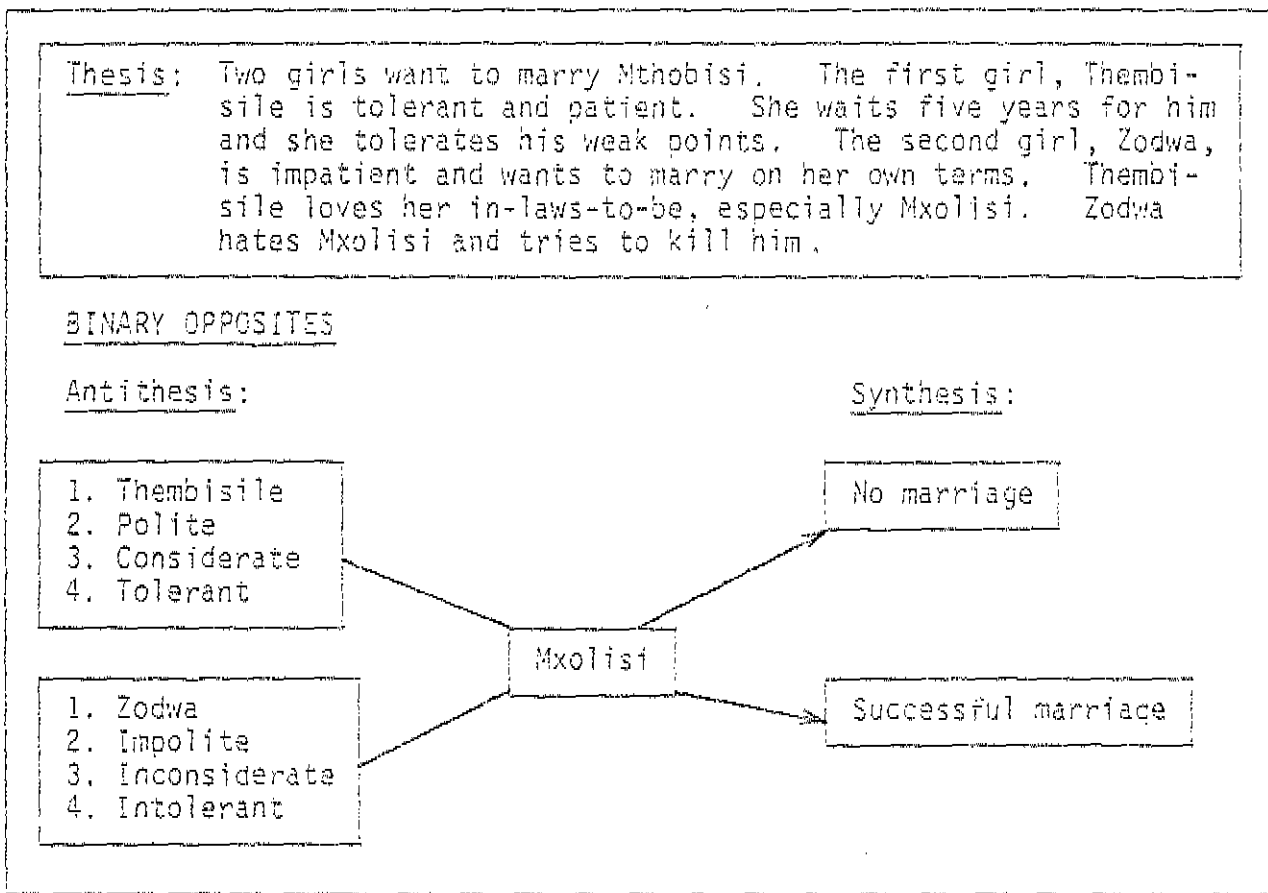 Thesis: Two girls want to marry Mthobisi. The first girl, Thembi-
sile is tolerant and patient. She waits five years for him
and she tolerates his weak points. The second girl, Zodwa,
is impatient and wants to marry on her own terms. Thembi-
sile loves her in-laws-to-be, especially Mxolisi. Zodwa
hates Mxolisi and tries to kill him.
BINARY OPPOSITES
Antithesis:
Synthesis:
1. Thembisile
2. Polite
3. Considerate
4. Tolerant
No marriage
Mxolisi
1. Zodwa
2. Impolite
3. Inconsiderate
4. Intolerant
Successful marriage